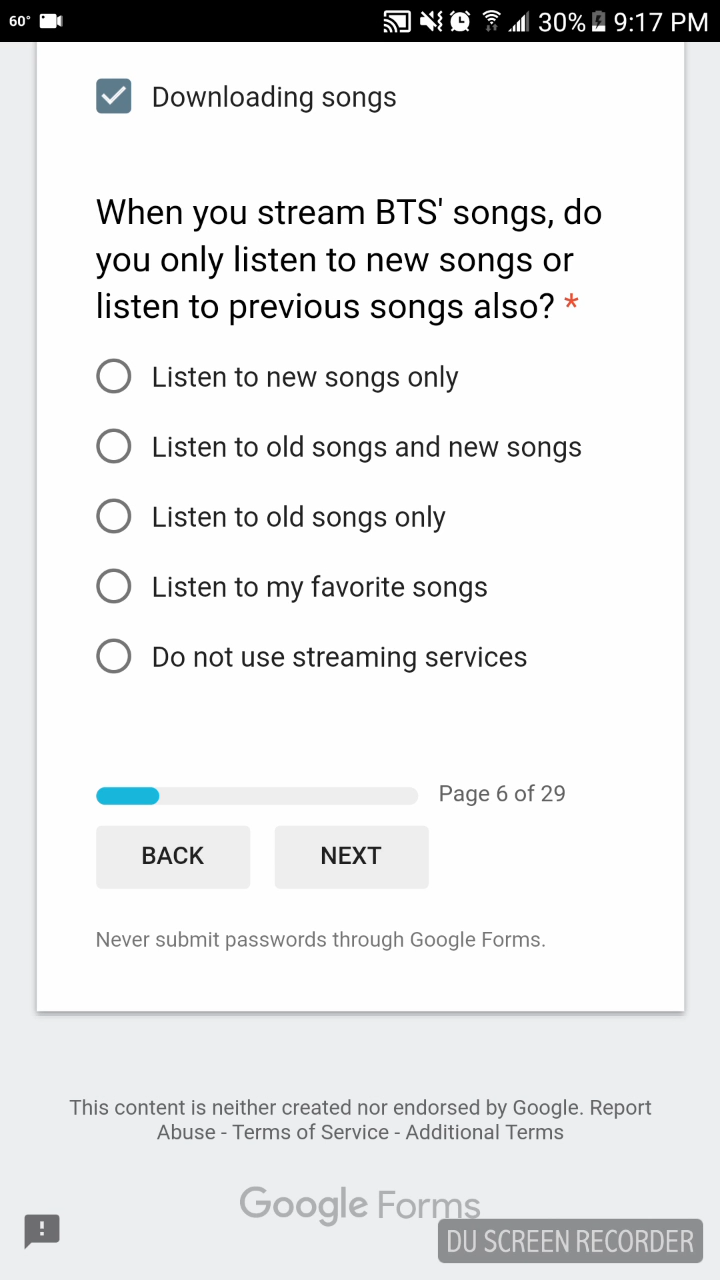 60° 30% 9:17 PM
Downloading songs
When you stream BTS' songs, do
you only listen to new songs or
listen to previous songs also? *
Listen to new songs only
Listen to old songs and new songs
Listen to old songs only
Listen to my favorite songs
Do not use streaming services
Page 6 of 29
BACK NEXT
Never submit passwords through Google Forms.
This content is neither created nor endorsed by Google. Report
Abuse - Terms of Service - Additional Terms
Google Forms
DU SCREEN RECORDER